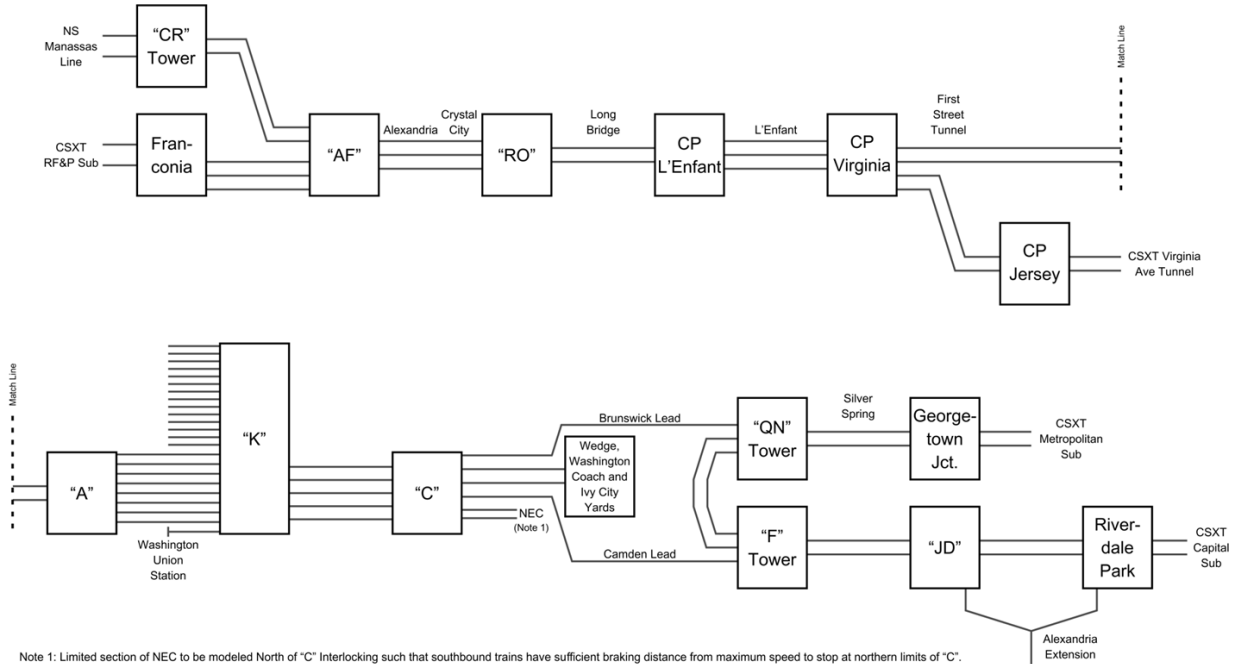 NS
Manassas
Line
“CR”
Tower
CSXT
RF&P Sub
Fran-
conia
“AF”
Alexandria
Crystal
City
“RO”
Long
Bridge
CP
L’Enfant
L’Enfant
CP
Virginia
First
Street
Tunnel
Match Line
CP
Jersey
CSXT Virginia
Ave Tunnel
Match Line
“A”
“K”
Washington
Union
Station
“C”
Brunswick Lead
Wedge,
Washington
Coach and
Ivy City
Yards
NEC
(Note 1)
Camden Lead
“QN”
Tower
Silver
Spring
George-
town
Jct.
CSXT
Metropolitan
Sub
“F”
Tower
“JD”
River-
dale
Park
CSXT
Capital
Sub
Alexandria
Extension
Note 1: Limited section of NEC to be modeled North of “C” Interlocking such that southbound trains have sufficient braking distance from maximum speed to stop at northern limits of “C”.